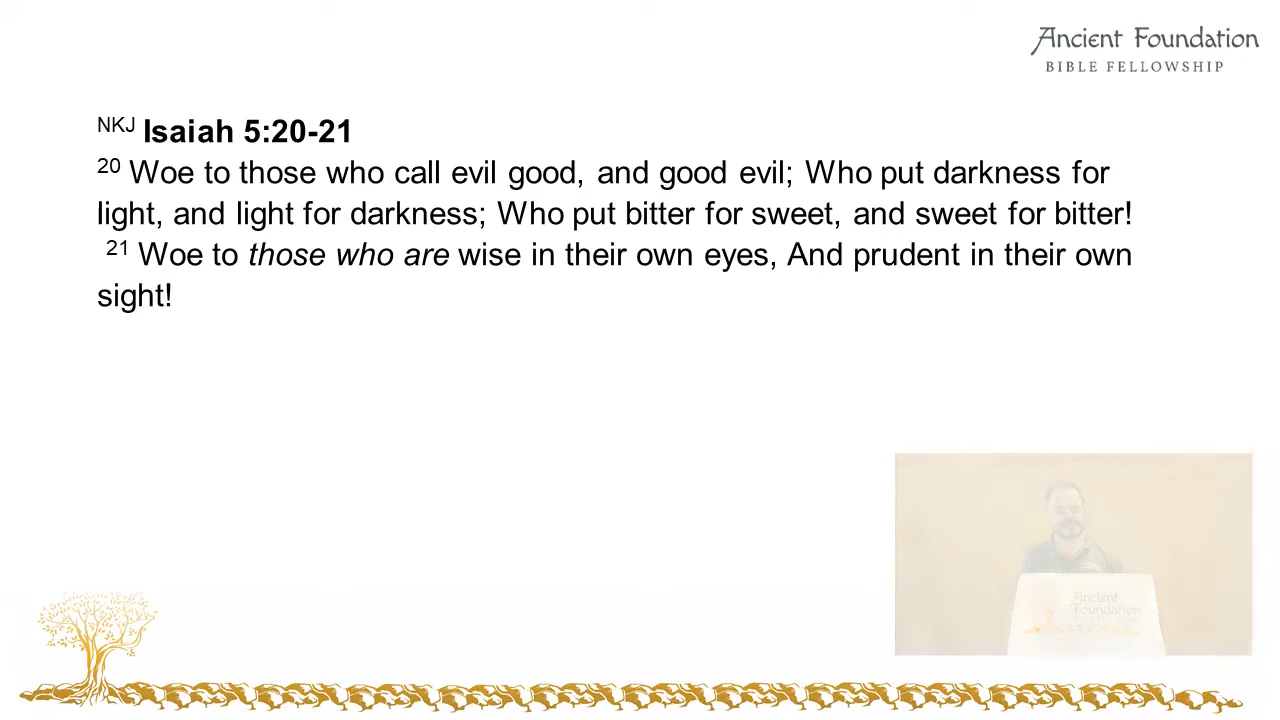 Ancient Foundation
BIBLE FELLOWSHIP
NKJ Isaiah 5:20-21
20 Woe to those who call evil good, and good evil; Who put darkness for
light, and light for darkness; Who put bitter for sweet, and sweet for bitter!
21 Woe to those who are wise in their own eyes, And prudent in their own
sight!
Ancient
Foundation